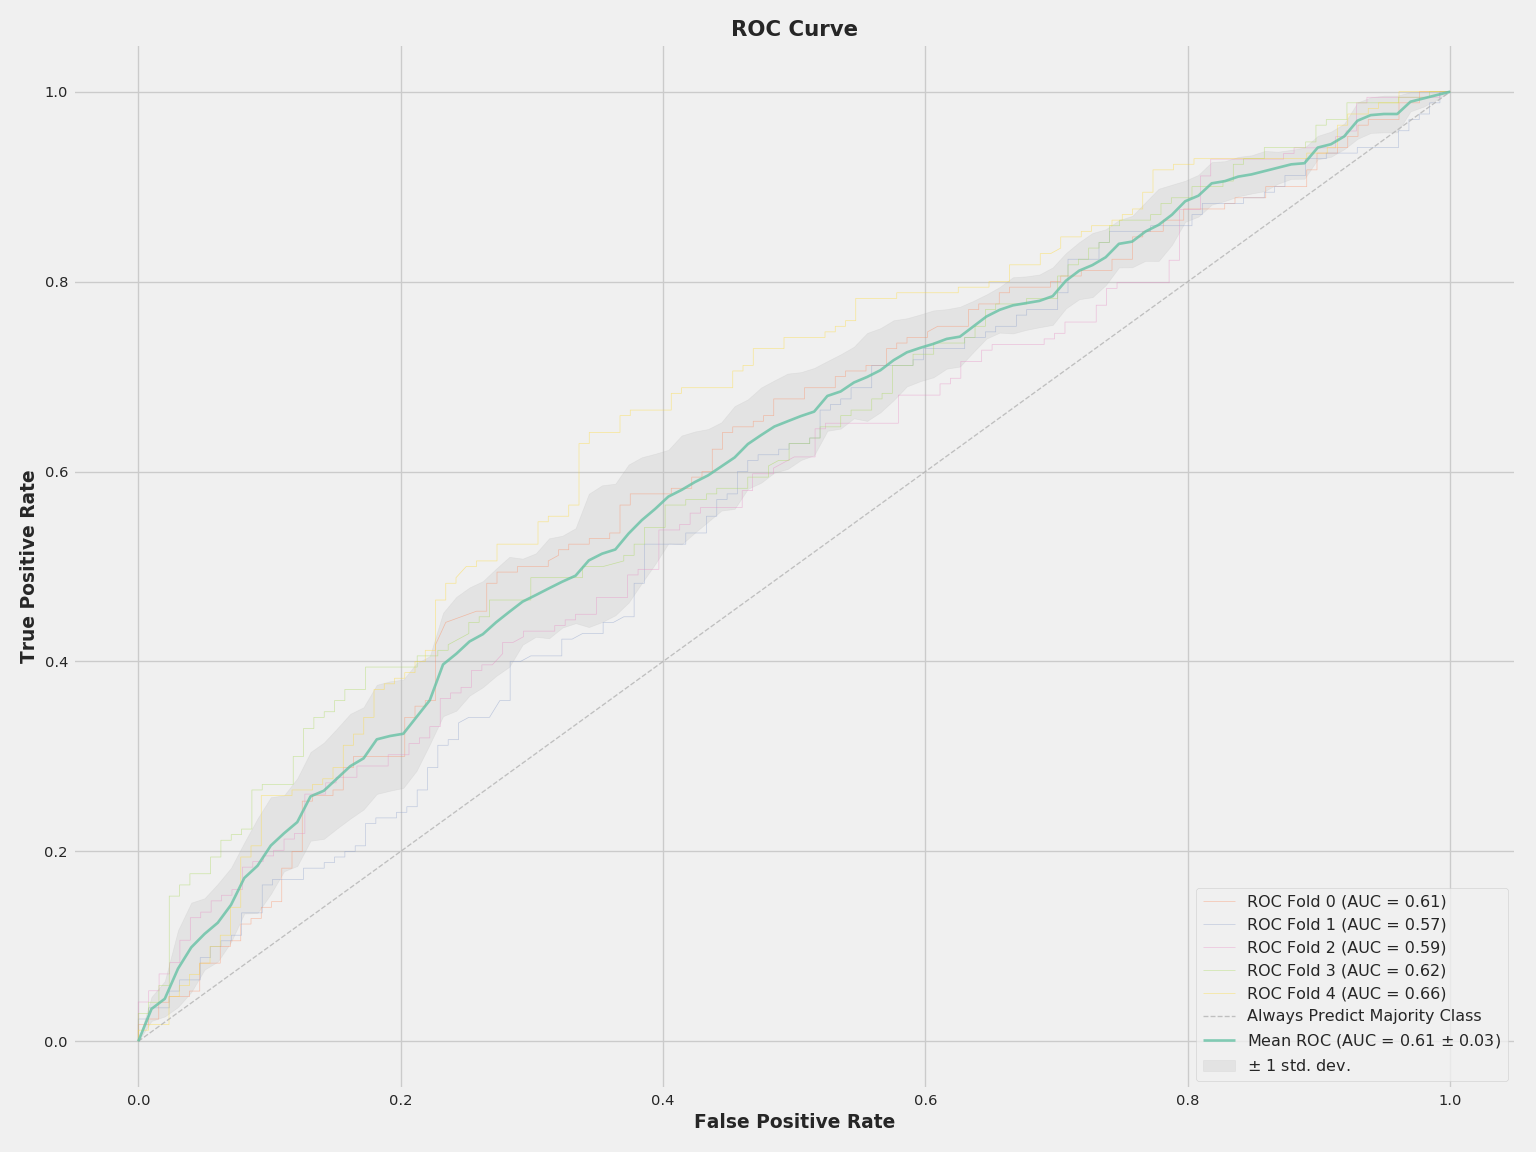 ROC Curve
True Positive Rate
1.0
0.8
0.6
0.4
0.2
0.0
ROC Fold 0 (AUC = 0.61)
ROC Fold 1 (AUC = 0.57)
ROC Fold 2 (AUC = 0.59)
ROC Fold 3 (AUC = 0.62)
ROC Fold 4 (AUC = 0.66)
Always Predict Majority Class
Mean ROC (AUC = 0.61 ± 0.03)
± 1 std. dev.
0.0 0.2 0.4 0.6 0.8 1.0
False Positive Rate